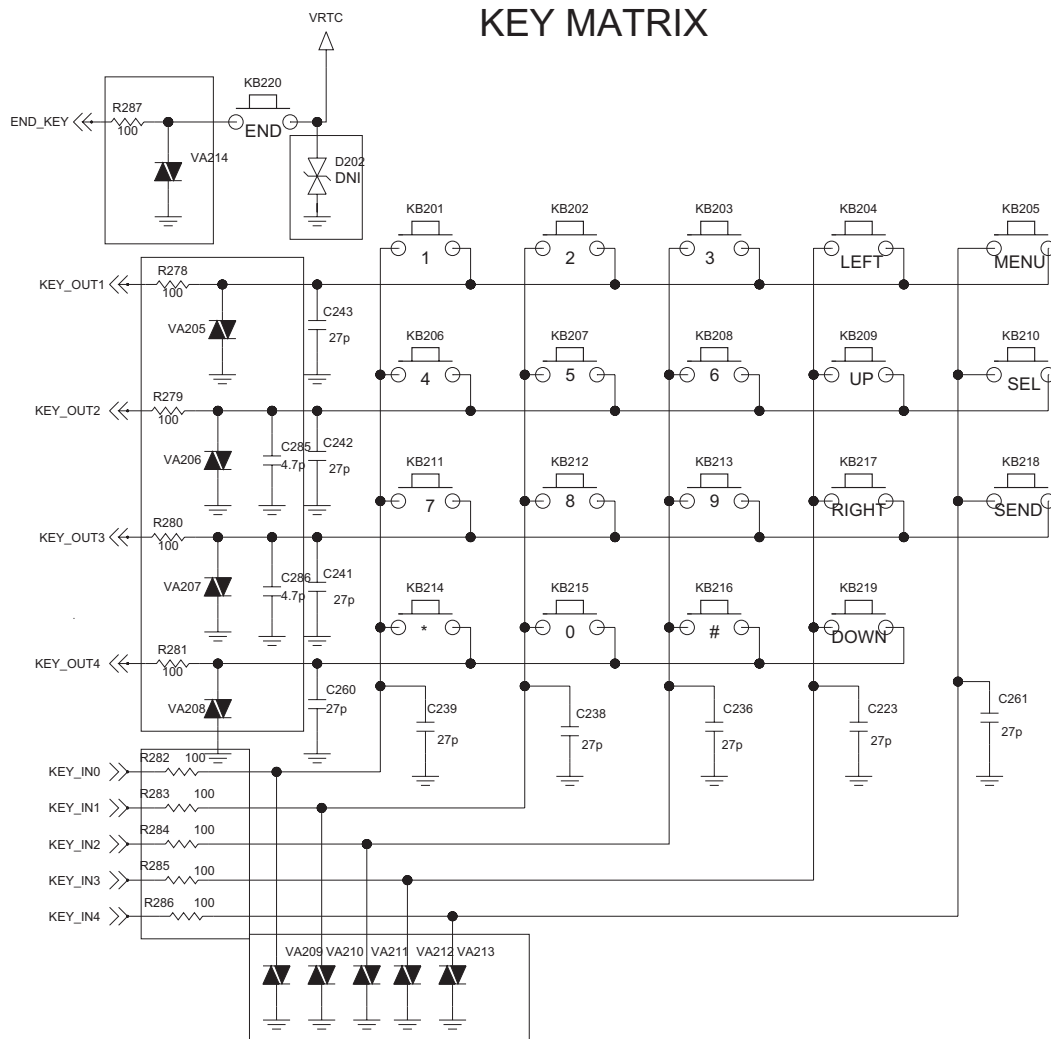 KEY MATRIX
VRTC
KB220
R287
END_KEY
100
END
VA214
D202
DNI
KB201
KB202
KB203
KB204
KB205
1
2
3
LEFT
MENU
R278
KEY_OUT1
100
C243
VA205
27p
KB206
KB207
KB208
KB209
KB210
4
5
6
UP
SEL
R279
KEY_OUT2
100
C285
C242
VA206
4.7p
27p
KB211
KB212
KB213
KB217
KB218
7
8
9
RIGHT
SEND
R280
KEY_OUT3
100
C286
C241
VA207
4.7p
27p
KB214
KB215
KB216
KB219
*
0
#
DOWN
R281
KEY_OUT4
100
C260
VA208
27p
C239
27p
C238
27p
C236
27p
C223
27p
C261
27p
R282
100
KEY_IN0
R283
100
KEY_IN1
R284
100
KEY_IN2
R285
100
KEY_IN3
R286
100
KEY_IN4
VA209
VA210
VA211
VA212
VA213